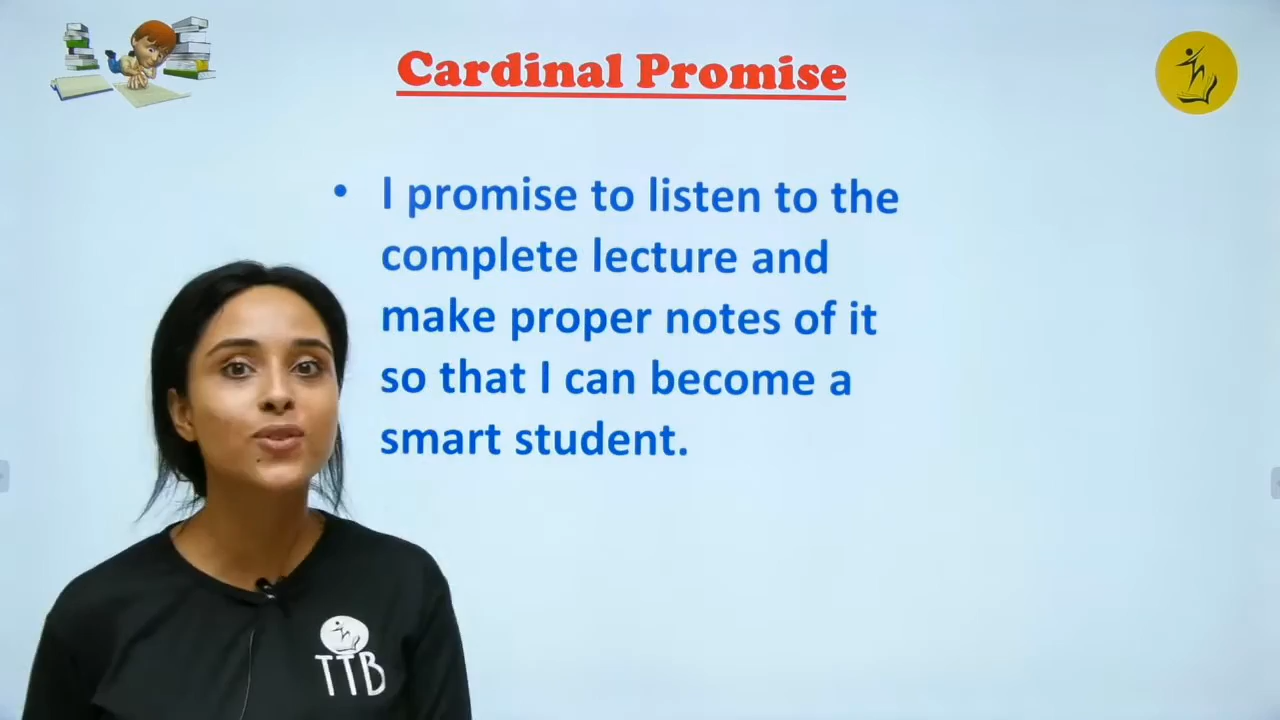 Cardinal Promise
• I promise to listen to the
complete lecture and
make proper notes of it
so that I can become a
smart student.
TTB